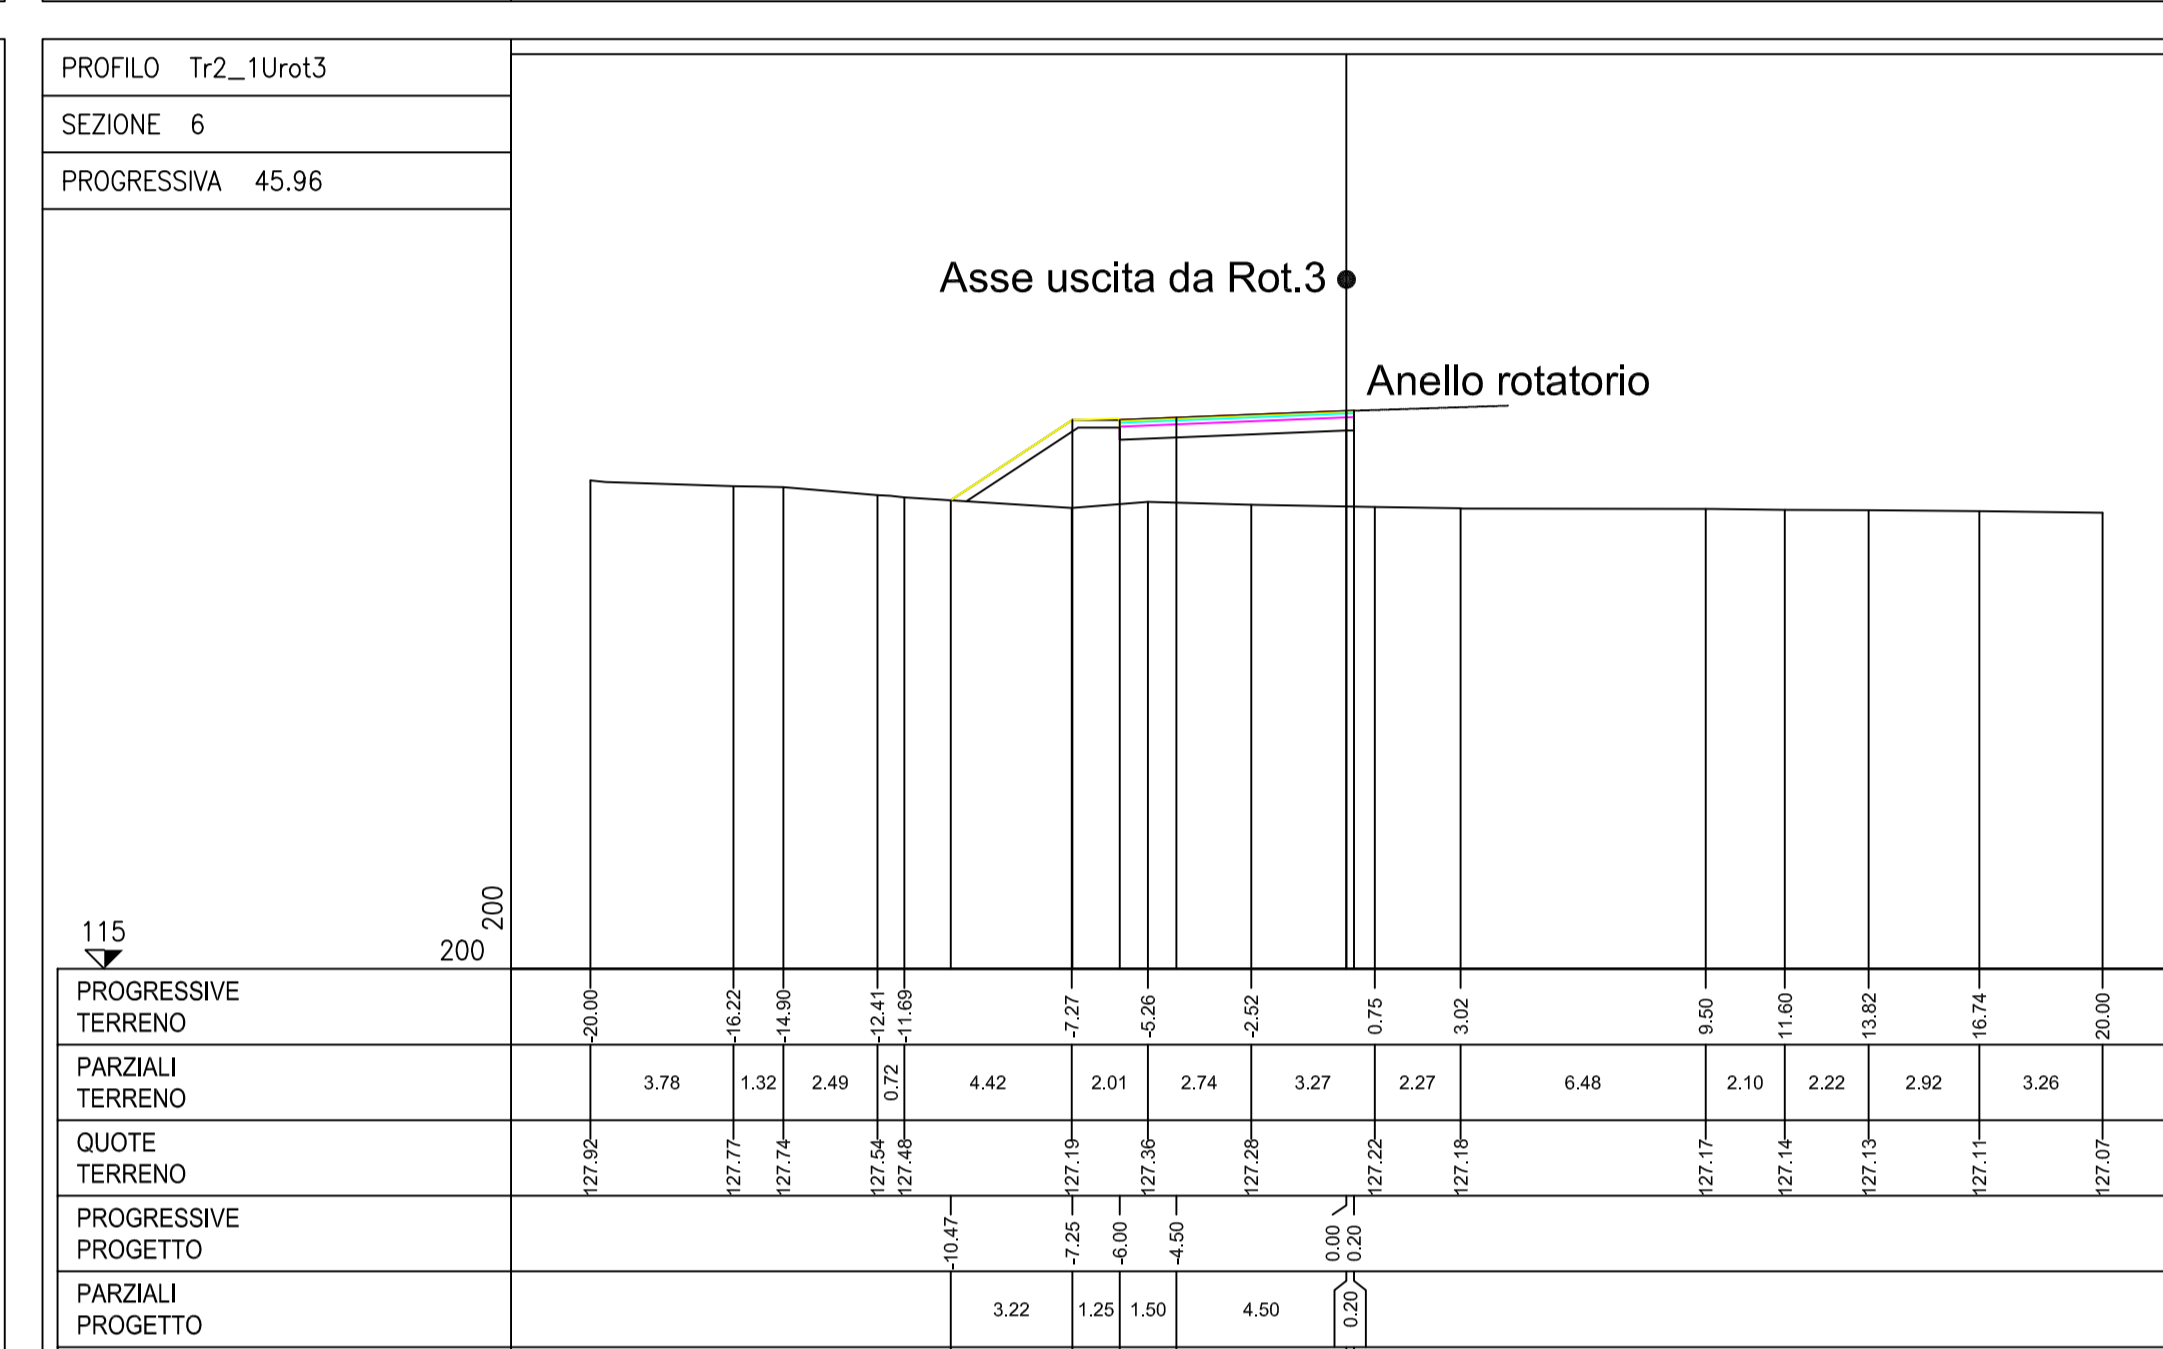 PROFILO Tr2_1Urot3
SEZIONE 6
PROGRESSIVA 45.96
Asse uscita da Rot.3
Anello rotatorio
115
200
200
PROGRESSIVE
TERRENO
-20.00 -16.22 -14.90 -12.41 -11.69 -7.27 -5.26 -2.52 0.75 3.02 9.50 11.60 13.82 16.74 20.00
PARZIALI
TERRENO
3.78 1.32 2.49 0.72 4.42 2.01 2.74 3.27 2.27 6.48 2.10 2.22 2.92 3.26
QUOTE
TERRENO
127.92 127.77 127.74 127.54 127.48 127.19 127.36 127.28 127.22 127.18 127.17 127.14 127.13 127.11 127.07
PROGRESSIVE
PROGETTO
-10.47 -7.25 -6.00 -4.50 0.00 0.20
PARZIALI
PROGETTO
3.22 1.25 1.50 4.50 0.20